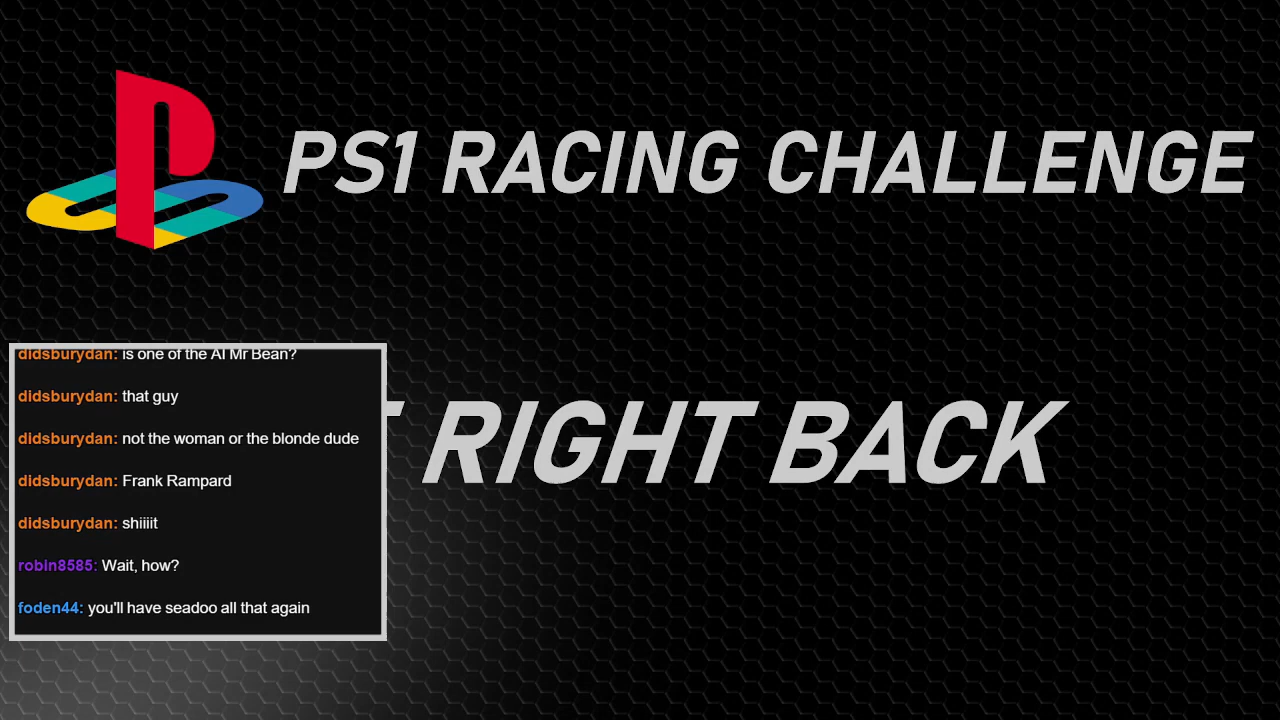 PS1 RACING CHALLENGE
RIGHT BACK
didsburydan: is one of the AI Mr Bean?
didsburydan: that guy
didsburydan: not the woman or the blonde dude
didsburydan: Frank Rampard
didsburydan: shiiiit
robin8585: Wait, how?
foden44: you'll have seadoo all that again